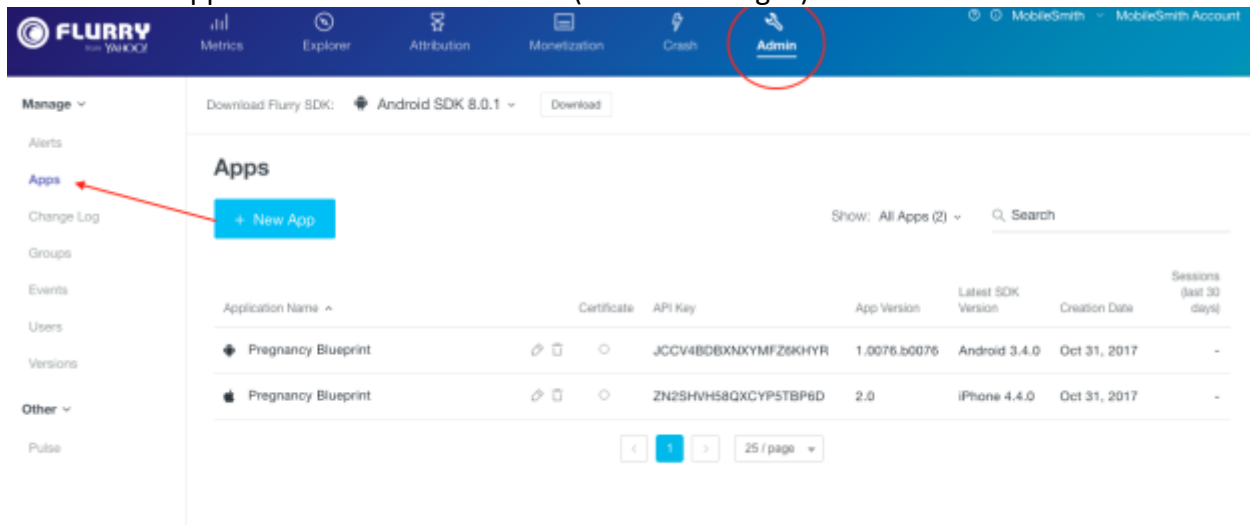 FLURRY
from YAHOO!
Metrics
Explorer
Attribution
Monetization
Crash
Admin
MobileSmith
MobileSmith Account
Manage
Alerts
Apps
Change Log
Groups
Events
Users
Versions
Other
Pulse
Download Flurry SDK: Android SDK 8.0.1 Download
Apps
+ New App
Show: All Apps (2)
Search
Application Name Certificate API Key App Version Latest SDK Version Creation Date Sessions (last 30 days)
Pregnancy Blueprint JCCV4BDBXNXYMFZ6KHYR 1.0076.b0076 Android 3.4.0 Oct 31, 2017 -
Pregnancy Blueprint ZN2SHVH58QXCYP5TBP6D 2.0 iPhone 4.4.0 Oct 31, 2017 -
< 1 > 25 / page